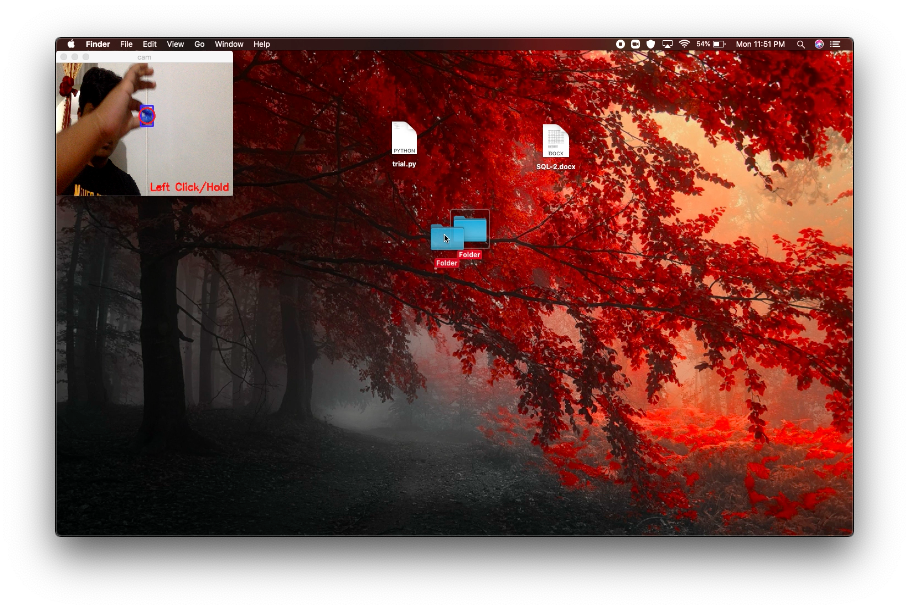 Finder File Edit View Go Window Help 54% Mon 11:51 PM
cam
Left Click/Hold
PYTHON
trial.py
DOCX
SQL-2.docx
Folder
Folder